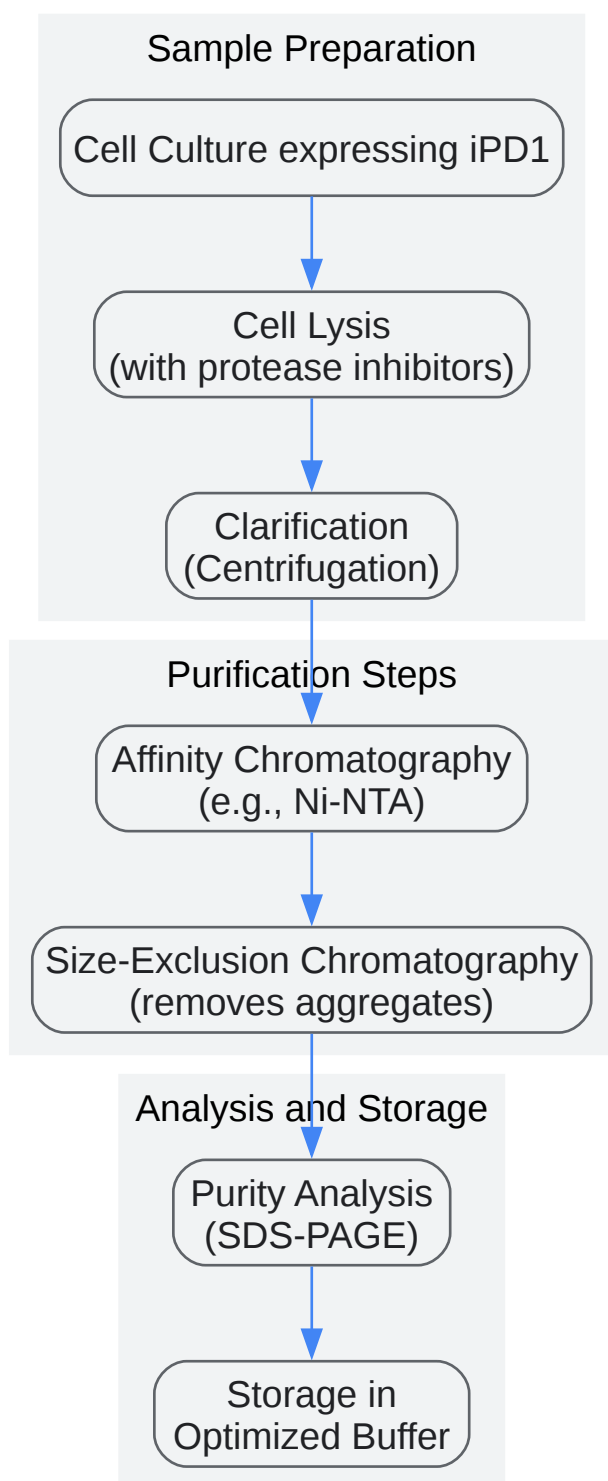 Sample Preparation
Cell Culture expressing iPD1
Cell Lysis
(with protease inhibitors)
Clarification
(Centrifugation)
Purification Steps
Affinity Chromatography
(e.g., Ni-NTA)
Size-Exclusion Chromatography
(removes aggregates)
Analysis and Storage
Purity Analysis
(SDS-PAGE)
Storage in
Optimized Buffer